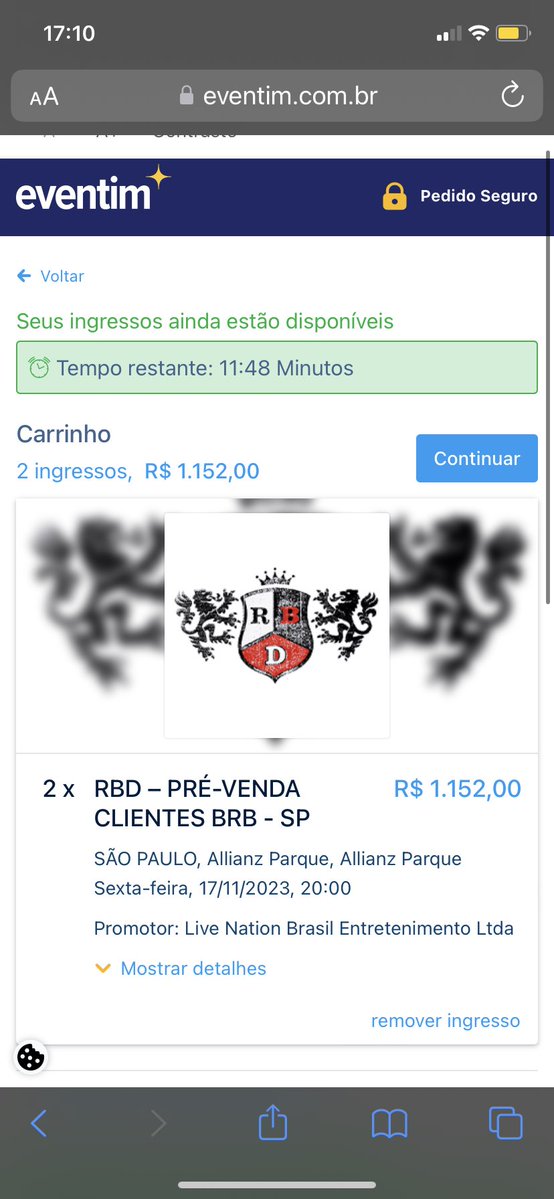 17:10
AA
eventim.com.br
Contraste
eventim
Pedido Seguro
Voltar
Seus ingressos ainda estão disponíveis
Tempo restante: 11:48 Minutos
Carrinho
2 ingressos, R$ 1.152,00
Continuar
R B
D
2 x RBD – PRÉ-VENDA R$ 1.152,00
CLIENTES BRB - SP
SÃO PAULO, Allianz Parque, Allianz Parque
Sexta-feira, 17/11/2023, 20:00
Promotor: Live Nation Brasil Entretenimento Ltda
Mostrar detalhes
remover ingresso